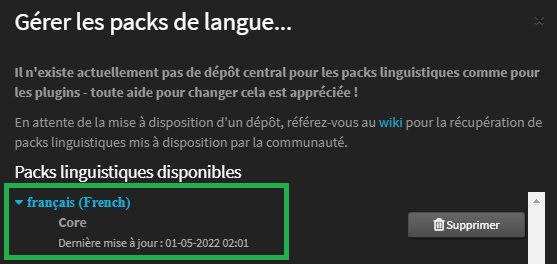 Gérer les packs de langue...
Il n'existe actuellement pas de dépôt central pour les packs linguistiques comme pour
les plugins - toute aide pour changer cela est appréciée !
En attente de la mise à disposition d'un dépôt, référez-vous au wiki pour la récupération de
packs linguistiques mis à disposition par la communauté.
Packs linguistiques disponibles
français (French)
Core
Supprimer
Dernière mise à jour : 01-05-2022 02:01